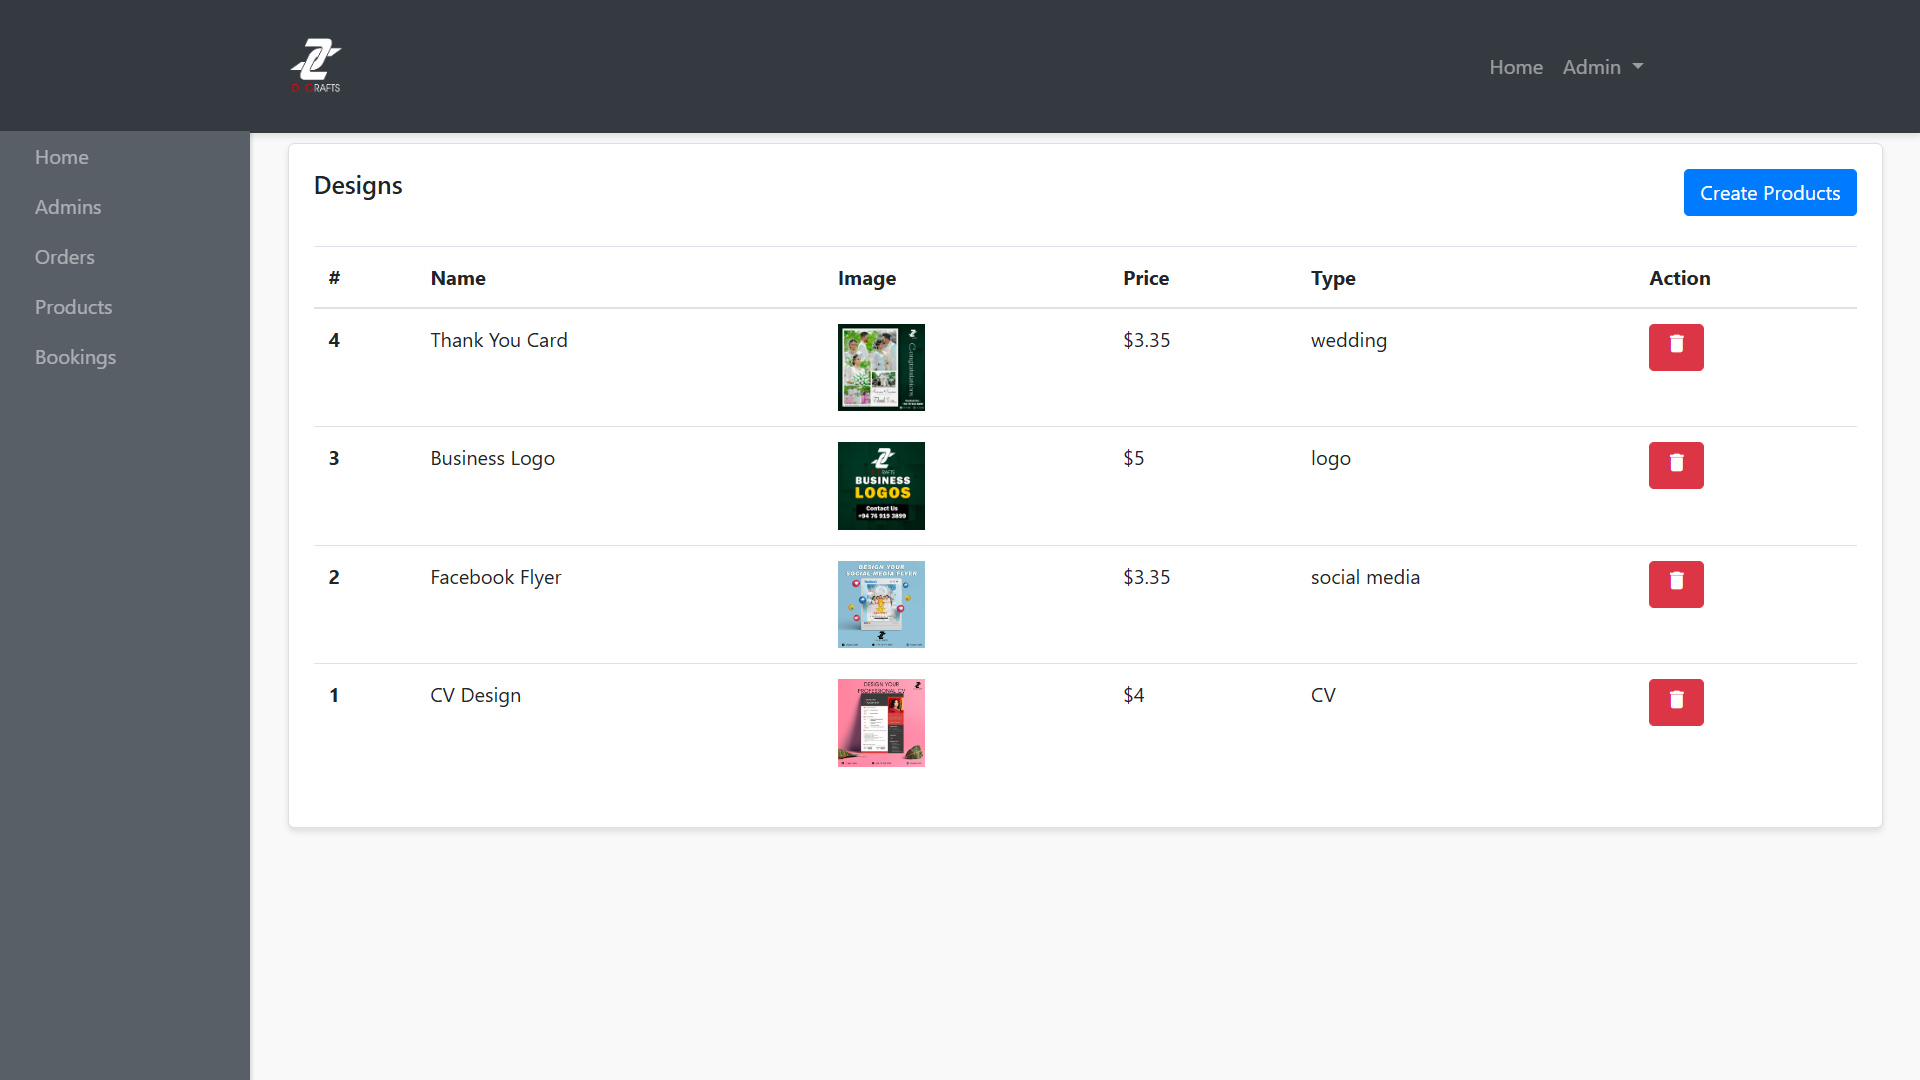 RAFTS
Home
Admin
Home
Admins
Orders
Products
Bookings
Designs
Create Products
#
Name
Image
Price
Type
Action
4
Thank You Card
Congratulations
$3.35
wedding
3
Business Logo
BUSINESS
LOGOS
Contact Us
+94 76 919 3899
$5
logo
2
Facebook Flyer
DESIGN YOUR
SOCIAL MEDIA FLYER
$3.35
social media
1
CV Design
DESIGN YOUR
PROFESSIONAL CV
$4
CV